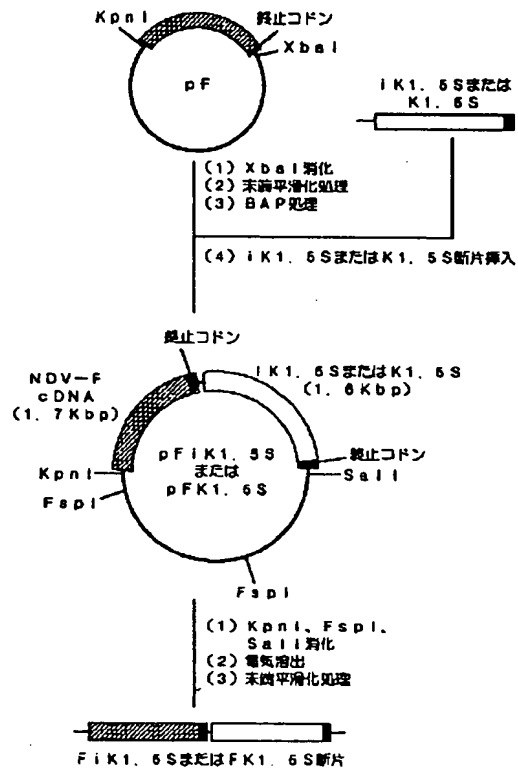 KpnI
終止コドン
XbaI
pF
iK1.5Sまたは
K1.5S
(1) XbaI消化
(2) 末端平滑化処理
(3) BAP処理
(4) iK1.5SまたはK1.5S断片挿入
終止コドン
NDV-F
cDNA
(1.7Kbp)
iK1.5SまたはK1.5S
(1.6Kbp)
終止コドン
KpnI
SalI
pFiK1.5S
または
pFK1.5S
FspI
FspI
(1) KpnI、FspI、
SalI消化
(2) 電気溶出
(3) 末端平滑化処理
FiK1.5SまたはFK1.5S断片